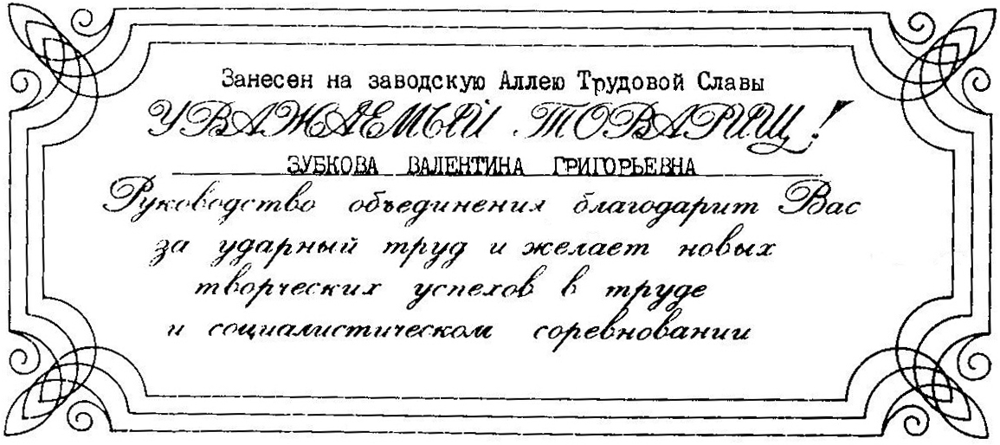 Занесен на заводскую Аллею Трудовой Славы
УВАЖАЕМЫЙ ТОВАРИЩ!
ЗУБКОВА ВАЛЕНТИНА ГРИГОРЬЕВНА
Руководство объединения благодарит Вас
за ударный труд и желает новых
творческих успехов в труде
и социалистическом соревновании